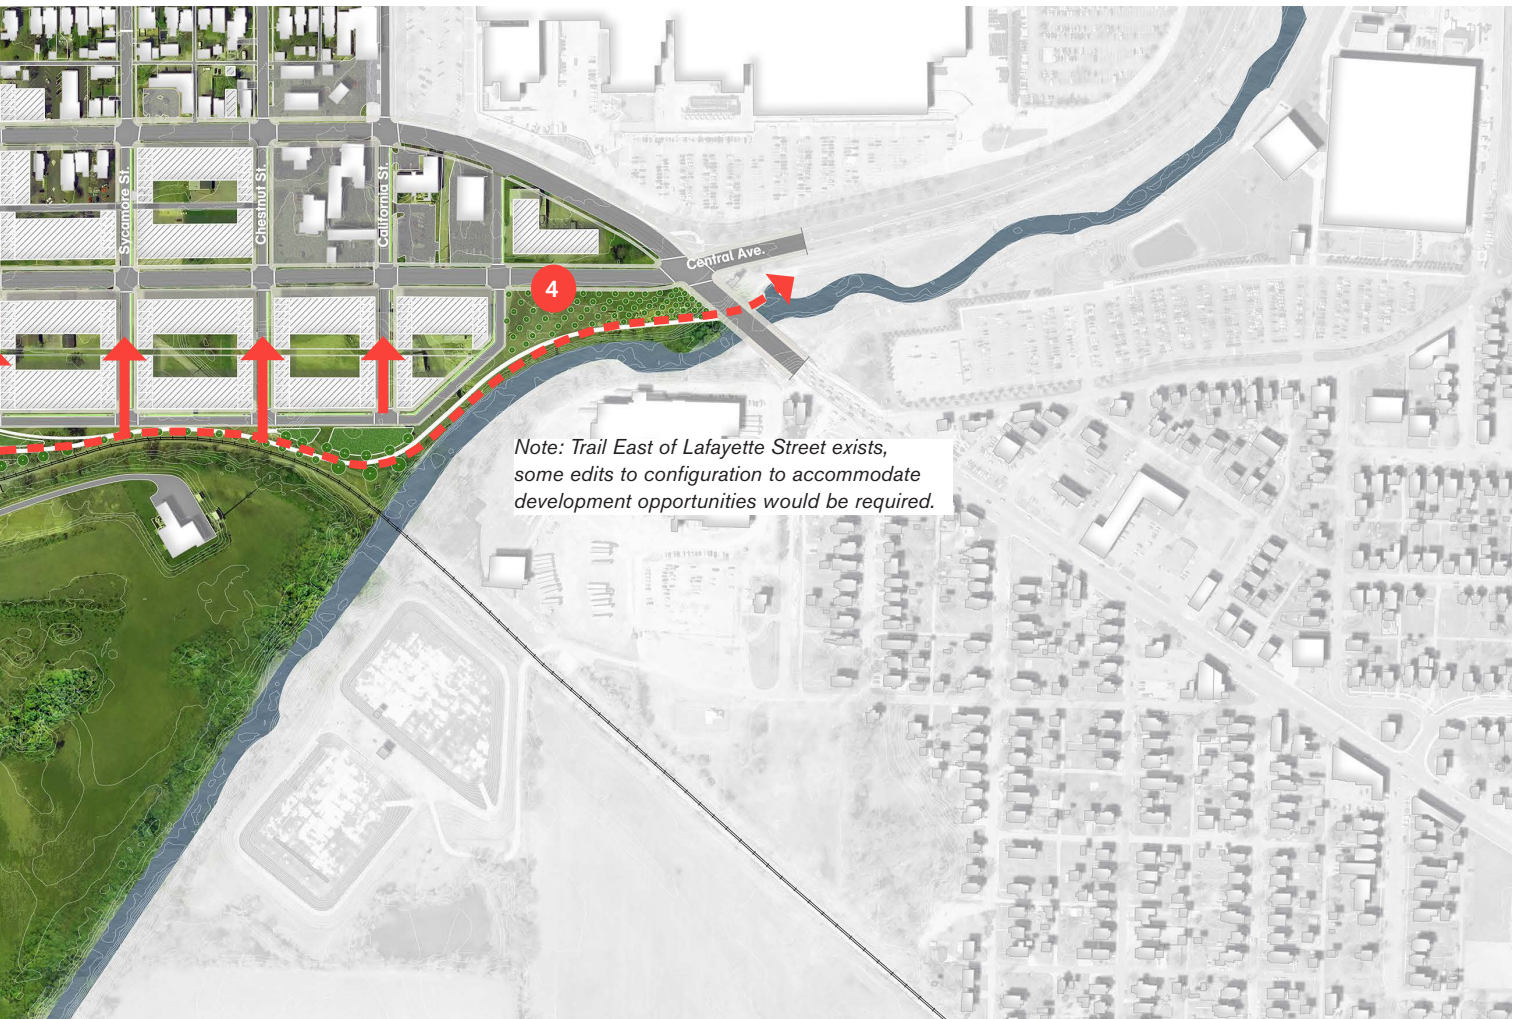 Sycamore St.
Chestnut St.
California St.
Central Ave.
4
Note: Trail East of Lafayette Street exists,
some edits to configuration to accommodate
development opportunities would be required.